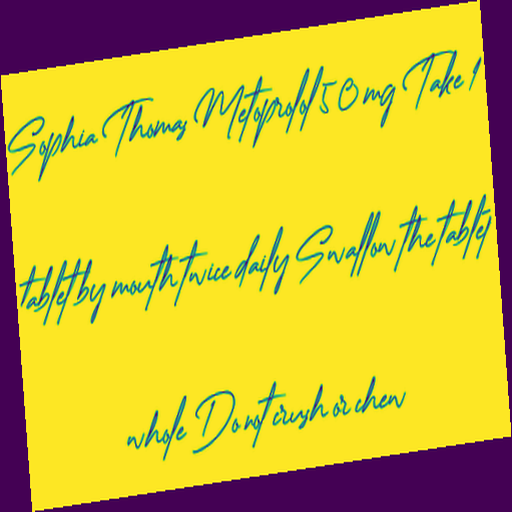 Sophia Thomas Metoprolol 50 mg Take 1
tablet by mouth twice daily Swallow the tablet
whole Do not crush or chew